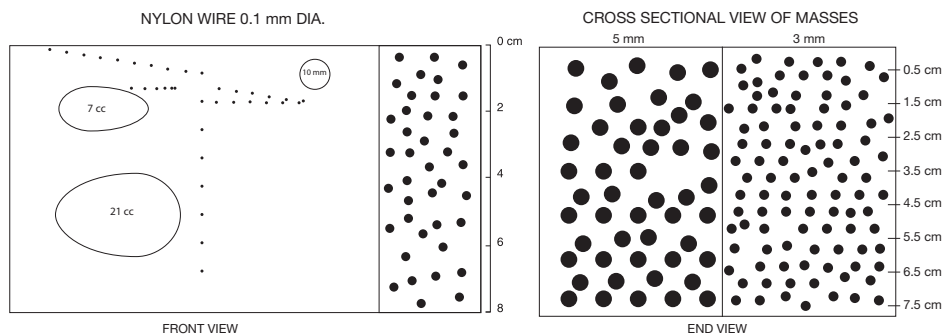 NYLON WIRE 0.1 mm DIA.
CROSS SECTIONAL VIEW OF MASSES
5 mm
3 mm
0 cm
10 mm
7 cc
2
21 cc
4
6
8
0.5 cm
1.5 cm
2.5 cm
3.5 cm
4.5 cm
5.5 cm
6.5 cm
7.5 cm
FRONT VIEW
END VIEW